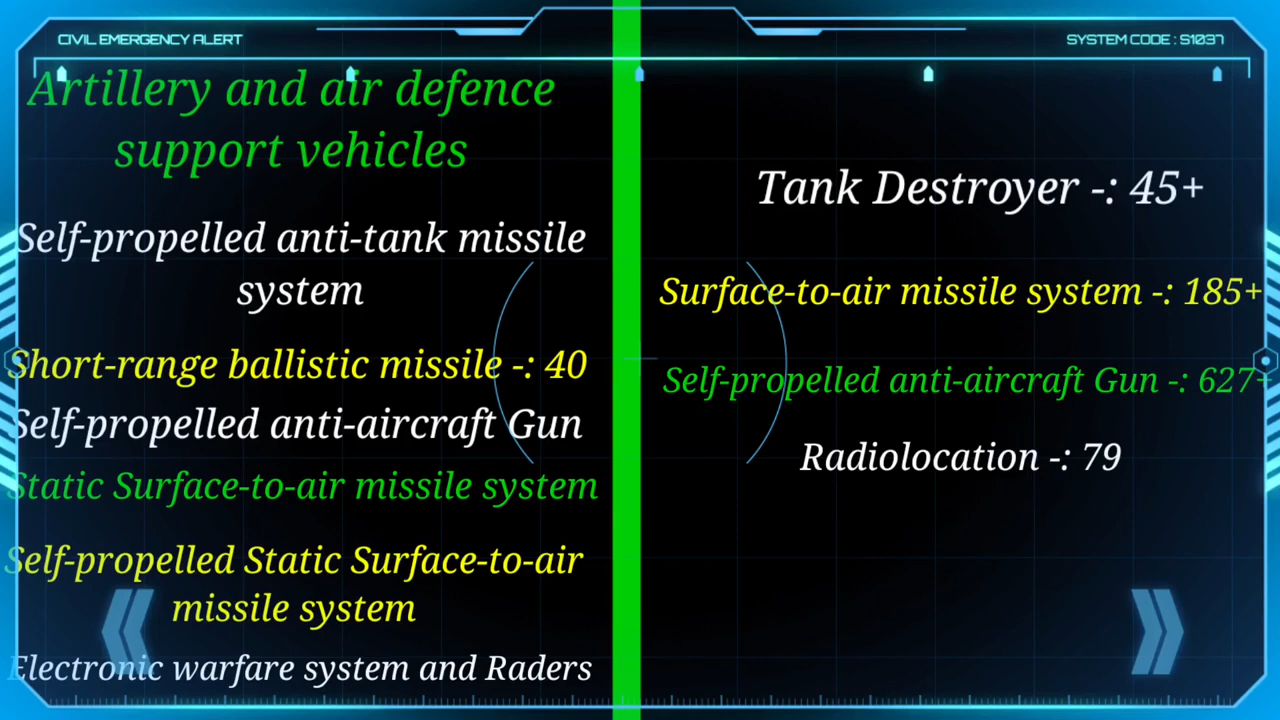 CIVIL EMERGENCY ALERT
SYSTEM CODE : S1037
Artillery and air defence
support vehicles
Self-propelled anti-tank missile
system
Short-range ballistic missile -: 40
Self-propelled anti-aircraft Gun
Static Surface-to-air missile system
Self-propelled Static Surface-to-air
missile system
Electronic warfare system and Raders
Tank Destroyer -: 45+
Surface-to-air missile system -: 185+
Self-propelled anti-aircraft Gun -: 627+
Radiolocation -: 79